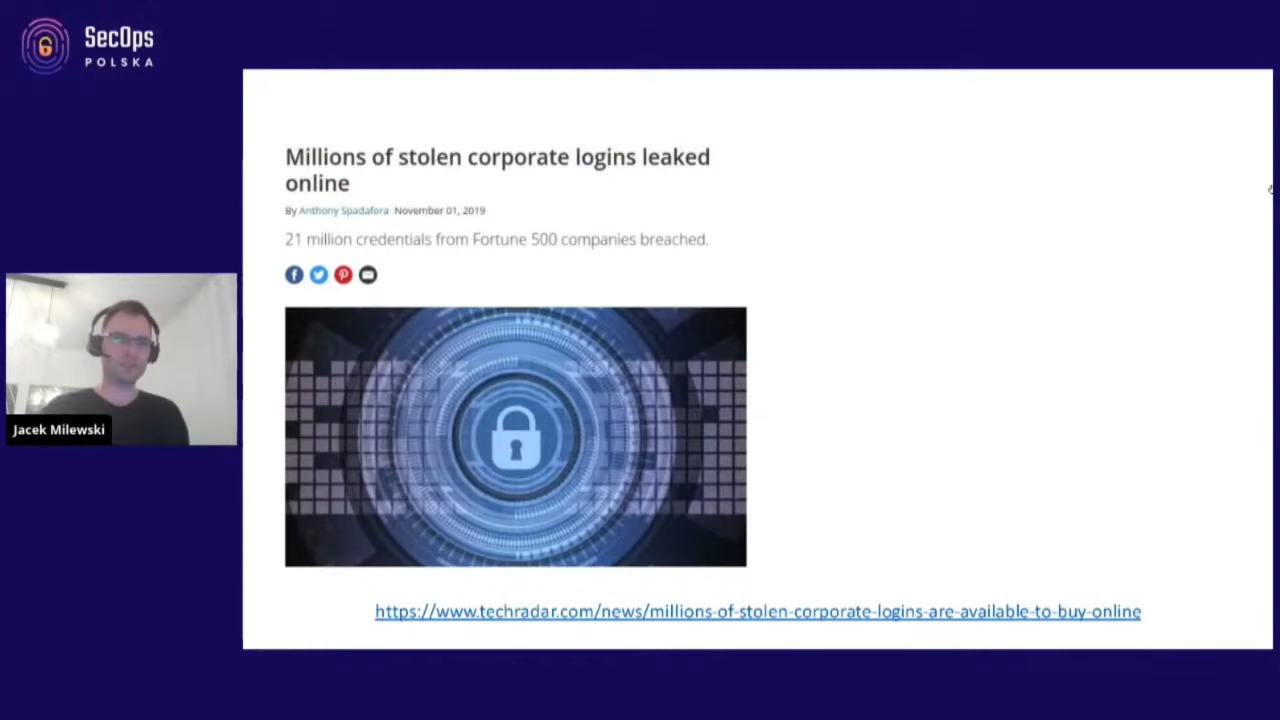 SecOps
POLSKA
Millions of stolen corporate logins leaked
online
By Anthony Spadafora November 01, 2019
21 million credentials from Fortune 500 companies breached.
Jacek Milewski
https://www.techradar.com/news/millions-of-stolen-corporate-logins-are-available-to-buy-online